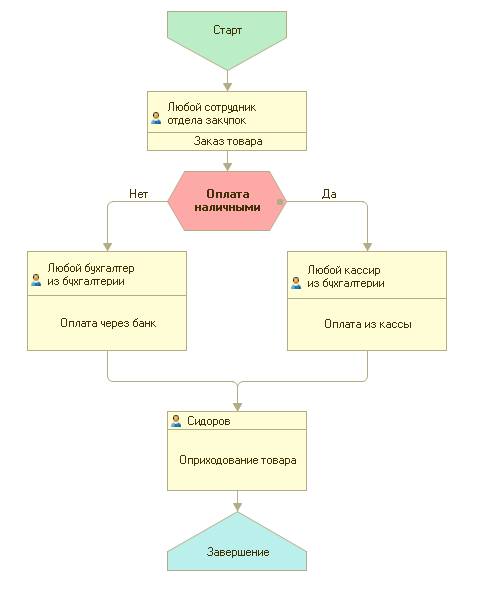 Старт
Любой сотрудник
отдела закупок
Заказ товара
Оплата
наличными
Нет
Да
Любой бухгалтер
из бухгалтерии
Оплата через банк
Любой кассир
из бухгалтерии
Оплата из кассы
Сидоров
Оприходование товара
Завершение